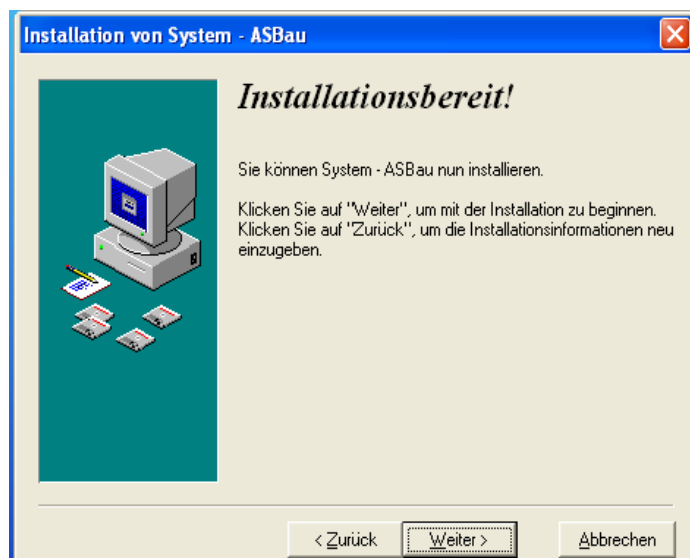 Installation von System - ASBau
Installationsbereit!
Sie können System - ASBau nun installieren.
Klicken Sie auf "Weiter", um mit der Installation zu beginnen.
Klicken Sie auf "Zurück", um die Installationsinformationen neu
einzugeben.
< Zurück
Weiter >
Abbrechen